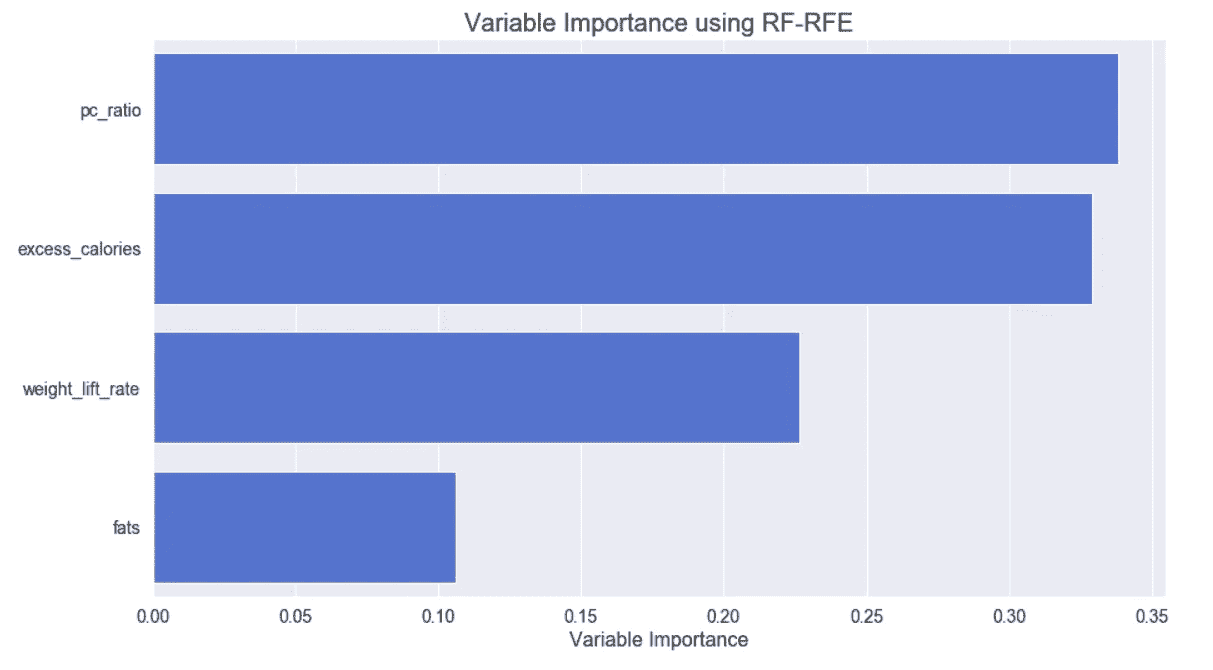 Variable Importance using RF-RFE
pc_ratio
excess_calories
weight_lift_rate
fats
0.00 0.05 0.10 0.15 0.20 0.25 0.30 0.35
Variable Importance